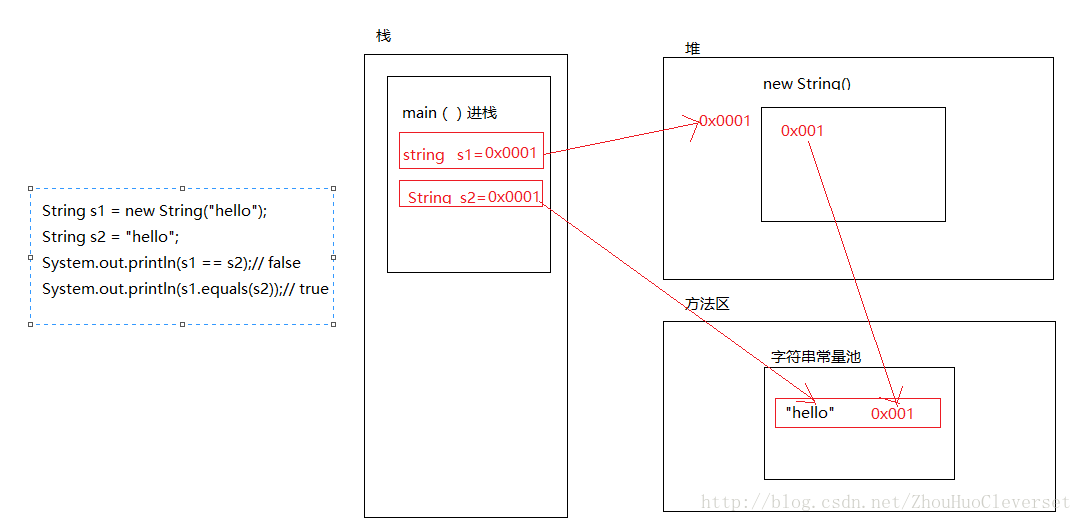 String s1 = new String("hello");
String s2 = "hello";
System.out.println(s1 == s2);// false
System.out.println(s1.equals(s2));// true
栈
main（ ）进栈
string s1=0x0001
String s2=0x0001
堆
new String()
0x0001
0x001
方法区
字符串常量池
"hello" 0x001
http://blog.csdn.net/ZhouHuoCleverset